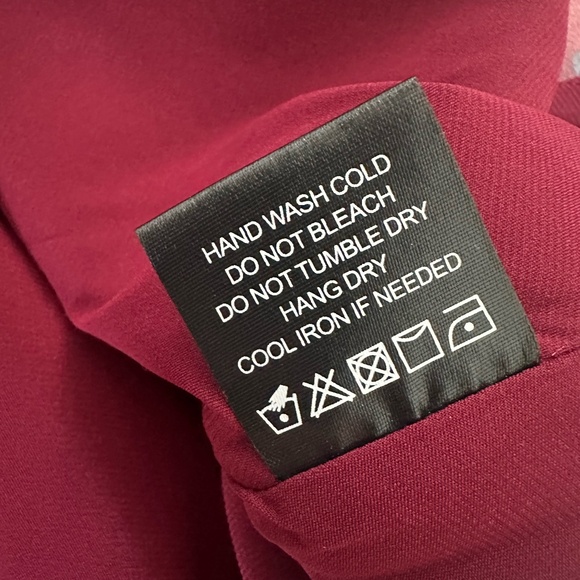 HAND WASH COLD
DO NOT BLEACH
DO NOT TUMBLE DRY
HANG DRY
COOL IRON IF NEEDED